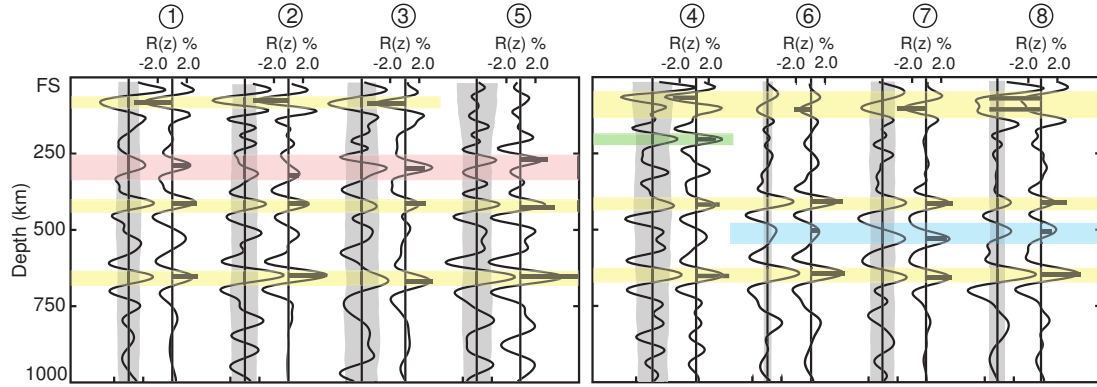 1 2 3 5 4 6 7 8
R(z) % R(z) % R(z) % R(z) % R(z) % R(z) % R(z) % R(z) %
-2.0 2.0 -2.0 2.0 -2.0 2.0 -2.0 2.0 -2.0 2.0 -2.0 2.0 -2.0 2.0 -2.0 2.0
FS
250
500
750
1000
Depth (km)